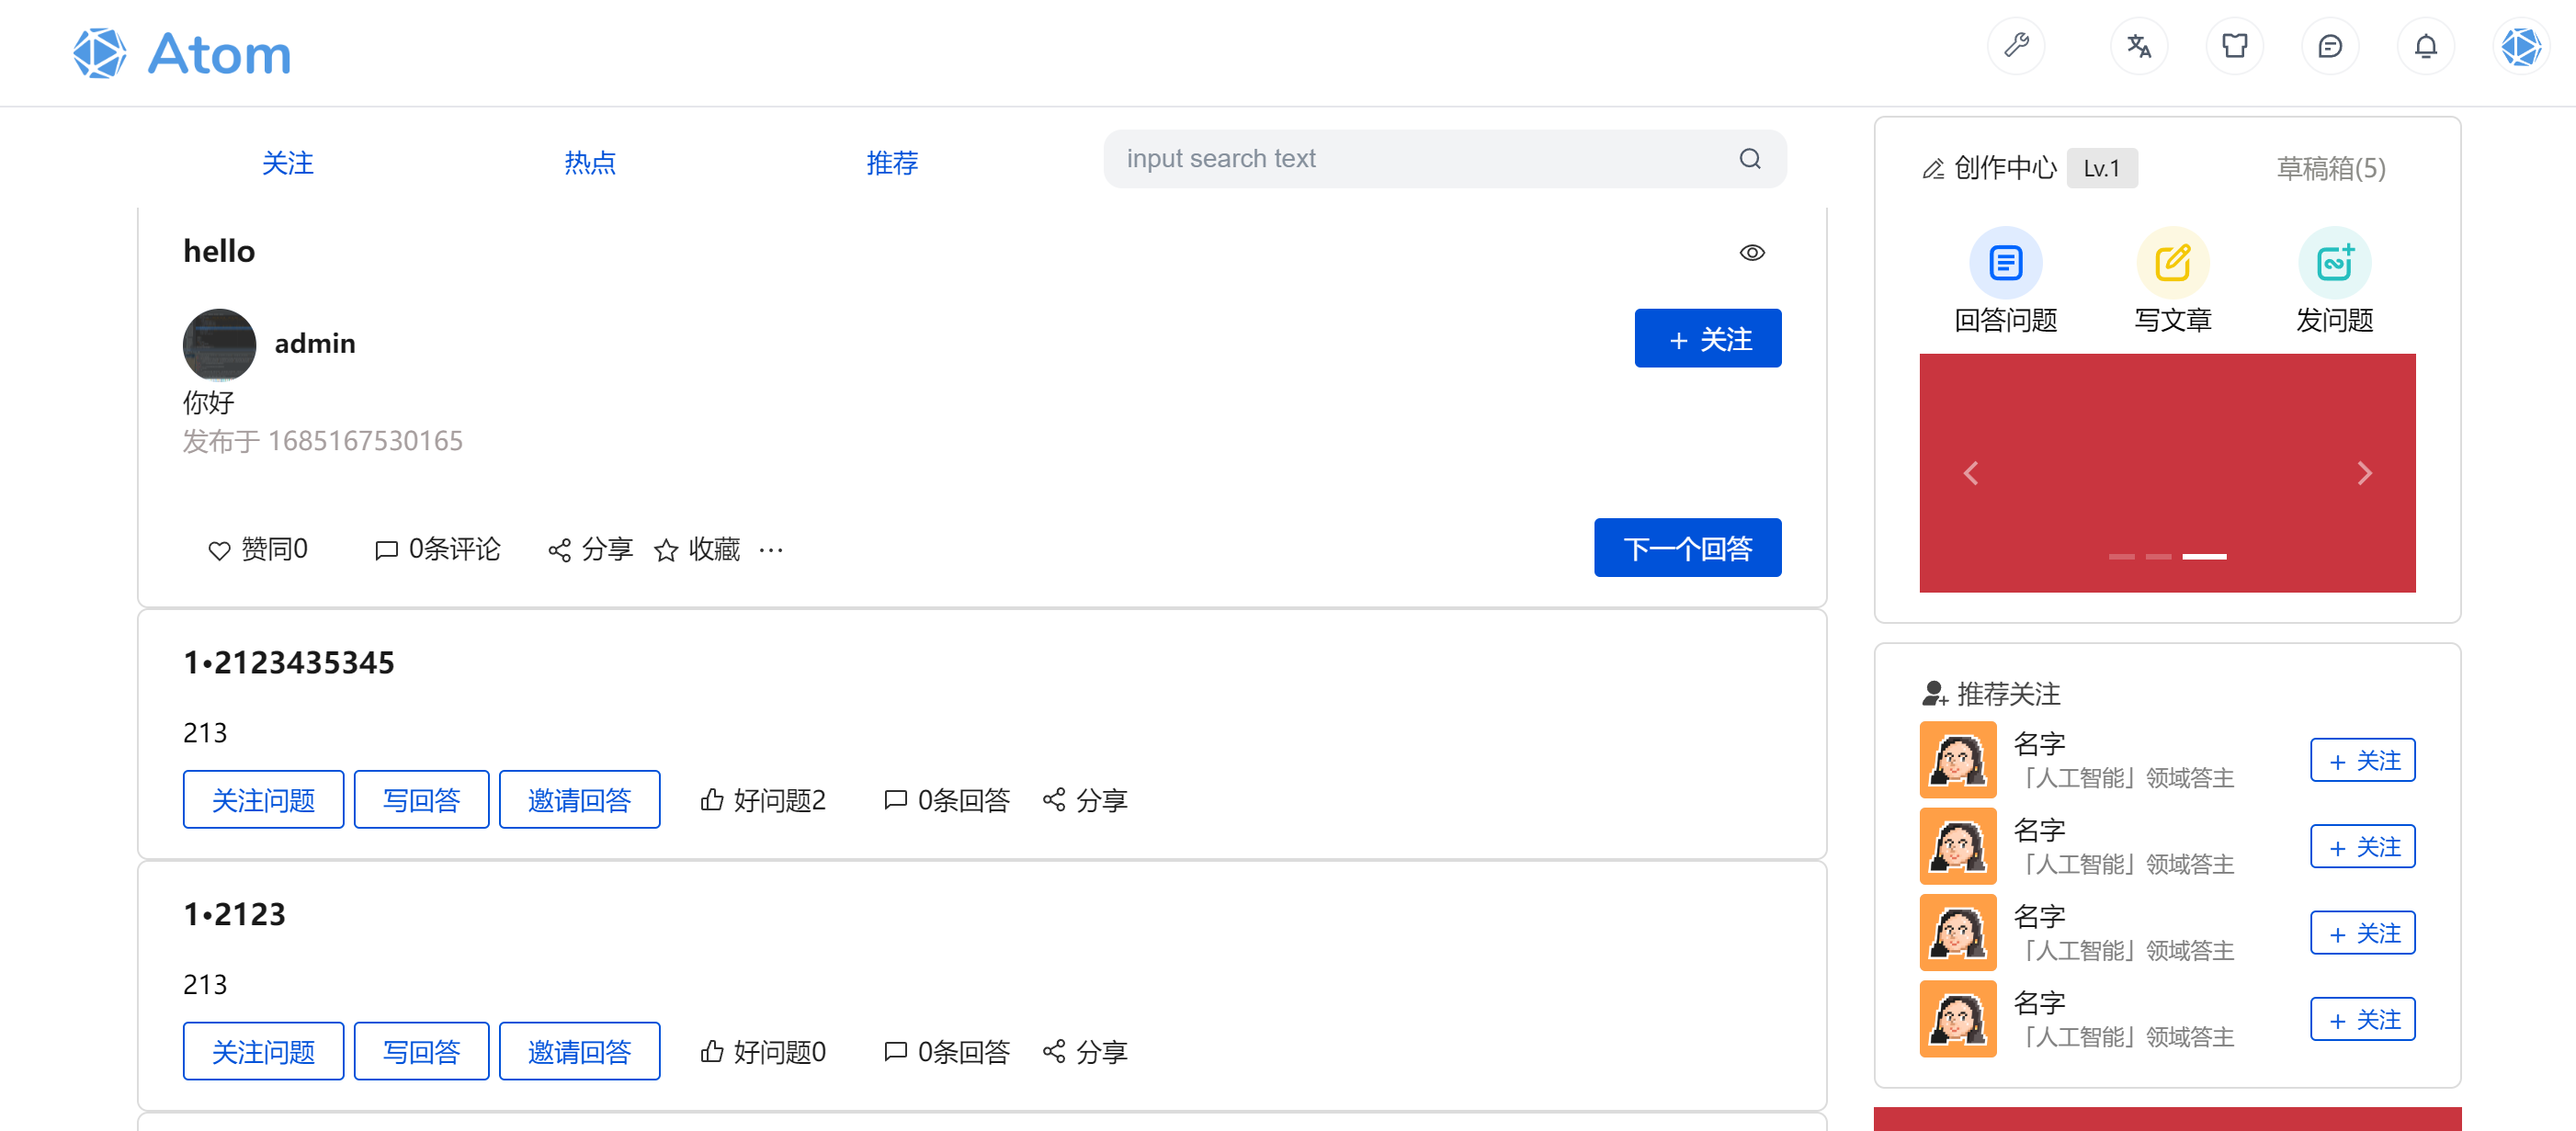 Atom
关注
热点
推荐
input search text
hello
admin
+ 关注
你好
发布于 1685167530165
赞同0
0条评论
分享
收藏
···
下一个回答
1•2123435345
213
关注问题
写回答
邀请回答
好问题2
0条回答
分享
1•2123
213
关注问题
写回答
邀请回答
好问题0
0条回答
分享
创作中心
Lv.1
草稿箱(5)
回答问题
写文章
发问题
推荐关注
名字
「人工智能」领域答主
+ 关注
名字
「人工智能」领域答主
+ 关注
名字
「人工智能」领域答主
+ 关注
名字
「人工智能」领域答主
+ 关注